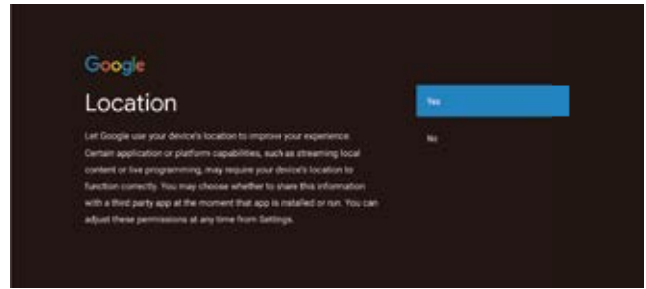 Google
Location
Let Google use your device's location to improve your experience.
Certain application or platform capabilities, such as streaming local
content or live programming, may require your device's location to
function correctly. You may choose whether to share this information
with a third party app at the moment that app is installed or run. You can
adjust these permissions at any time from Settings.
Yes
No